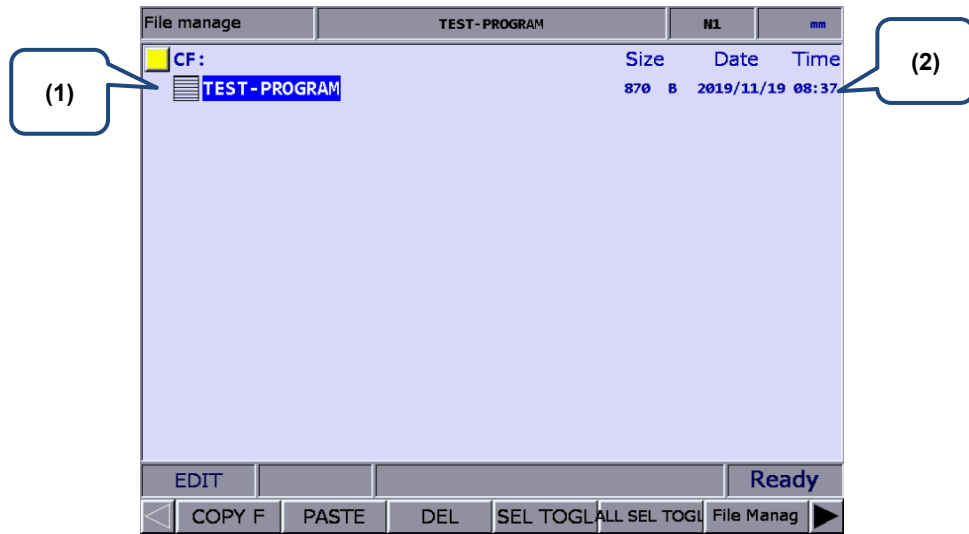 File manage TEST-PROGRAM N1 mm
CF: Size Date Time
TEST-PROGRAM 870 B 2019/11/19 08:37
(1)
(2)
EDIT Ready
COPY F PASTE DEL SEL TOGL ALL SEL TOGL File Manag